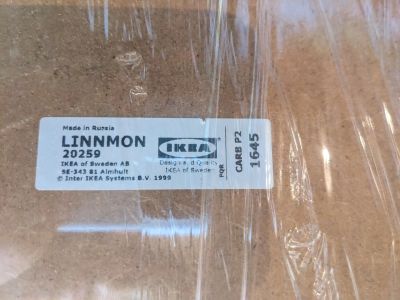 Made in Russia
LINNMON
20259
IKEA of Sweden AB
SE-343 81 Älmhult
© Inter IKEA Systems B.V. 1999
IKEA
Design and Quality
IKEA of Sweden
PQR
CARB P2
1645